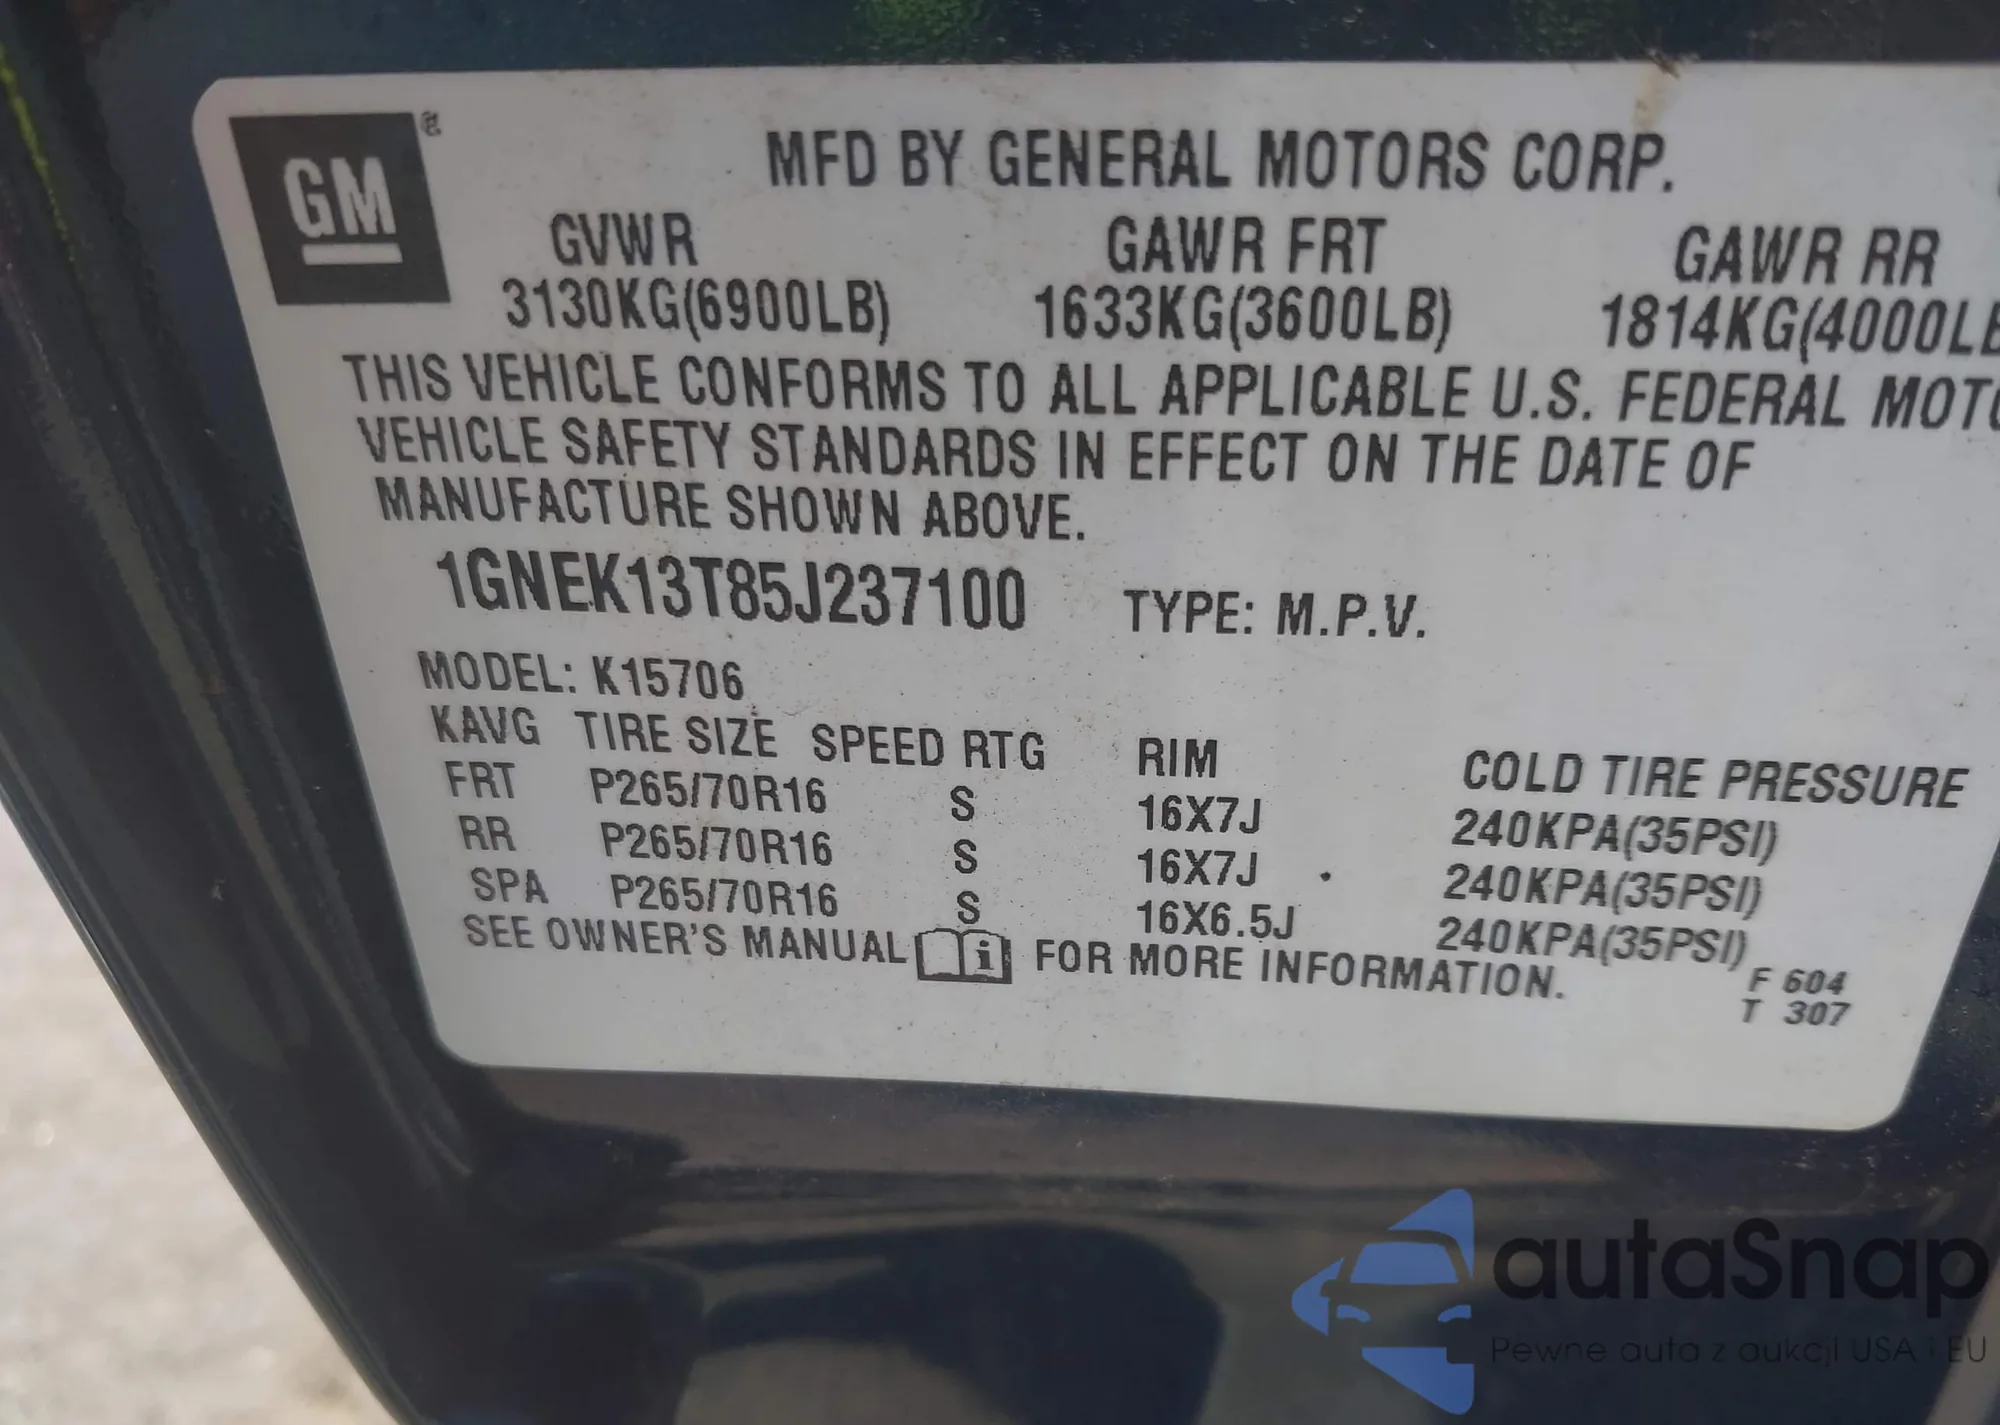 GM®
MFD BY GENERAL MOTORS CORP.
GVWR GAWR FRT GAWR RR
3130KG(6900LB) 1633KG(3600LB) 1814KG(4000LB
THIS VEHICLE CONFORMS TO ALL APPLICABLE U.S. FEDERAL MOTO
VEHICLE SAFETY STANDARDS IN EFFECT ON THE DATE OF
MANUFACTURE SHOWN ABOVE.
1GNEK13T85J237100 TYPE: M.P.V.
MODEL: K15706
KAVG TIRE SIZE SPEED RTG RIM COLD TIRE PRESSURE
FRT P265/70R16 S 16X7J 240KPA(35PSI)
RR P265/70R16 S 16X7J 240KPA(35PSI)
SPA P265/70R16 S 16X6.5J 240KPA(35PSI)
SEE OWNER'S MANUAL i FOR MORE INFORMATION.
F 604
T 307
autaSnap
Pewne auta z aukcji USA i EU